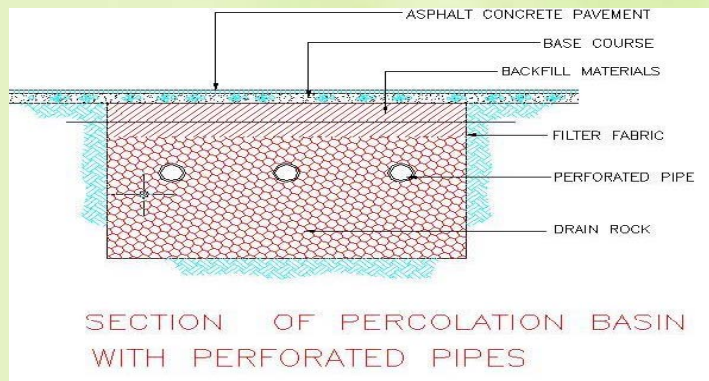 ASPHALT CONCRETE PAVEMENT
BASE COURSE
BACKFILL MATERIALS
FILTER FABRIC
PERFORATED PIPE
DRAIN ROCK
SECTION OF PERCOLATION BASIN
WITH PERFORATED PIPES